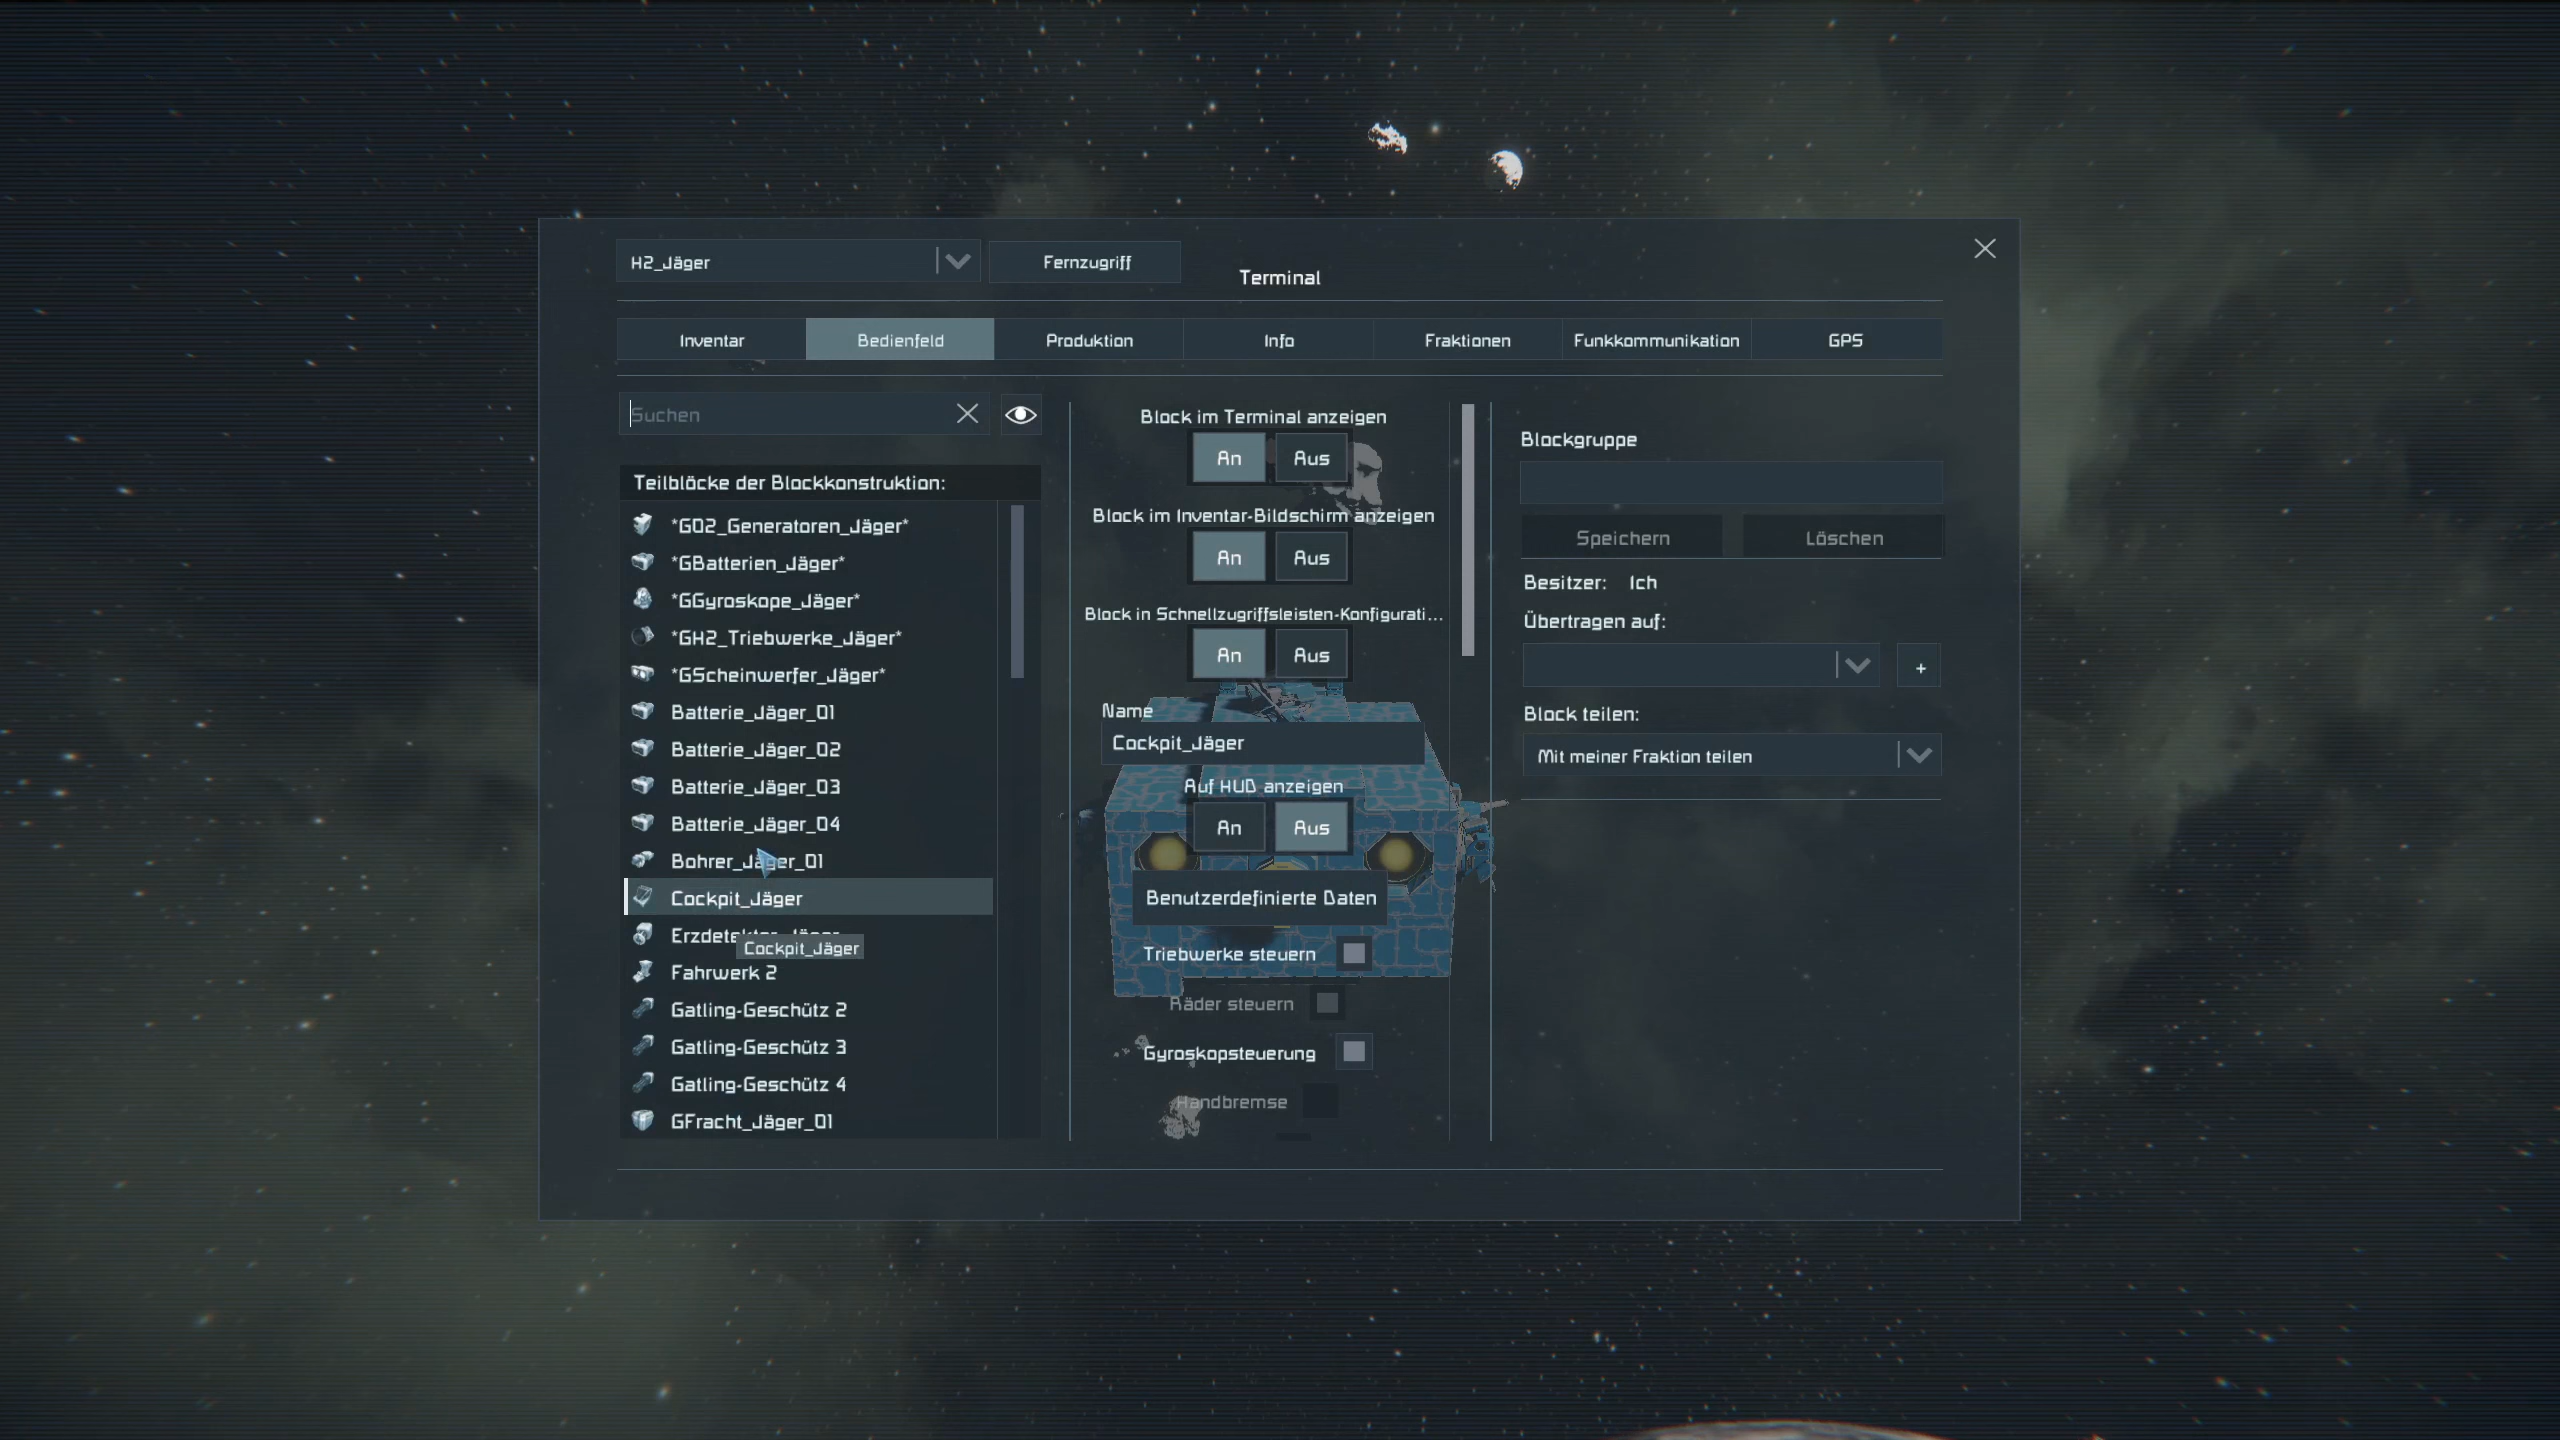 H2_Jäger
Fernzugriff
Terminal
Inventar
Bedienfeld
Produktion
Info
Fraktionen
Funkkommunikation
GPS
Suchen
Teilblöcke der Blockkonstruktion:
*GO2_Generatoren_Jäger*
*GBatterien_Jäger*
*GGyroskope_Jäger*
*GH2_Triebwerke_Jäger*
*GScheinwerfer_Jäger*
Batterie_Jäger_01
Batterie_Jäger_02
Batterie_Jäger_03
Batterie_Jäger_04
Bohrer_Jäger_01
Cockpit_Jäger
Cockpit_Jäger
Fahrwerk 2
Gatling-Geschütz 2
Gatling-Geschütz 3
Gatling-Geschütz 4
GFracht_Jäger_01
Block im Terminal anzeigen
An Aus
Block im Inventar-Bildschirm anzeigen
An Aus
Block in Schnellzugriffsleisten-Konfigurati...
An Aus
Name
Cockpit_Jäger
Auf HUD anzeigen
An Aus
Benutzerdefinierte Daten
Triebwerke steuern
Räder steuern
Gyroskopsteuerung
Handbremse
Blockgruppe
Speichern
Löschen
Besitzer: Ich
Übertragen auf:
+
Block teilen:
Mit meiner Fraktion teilen